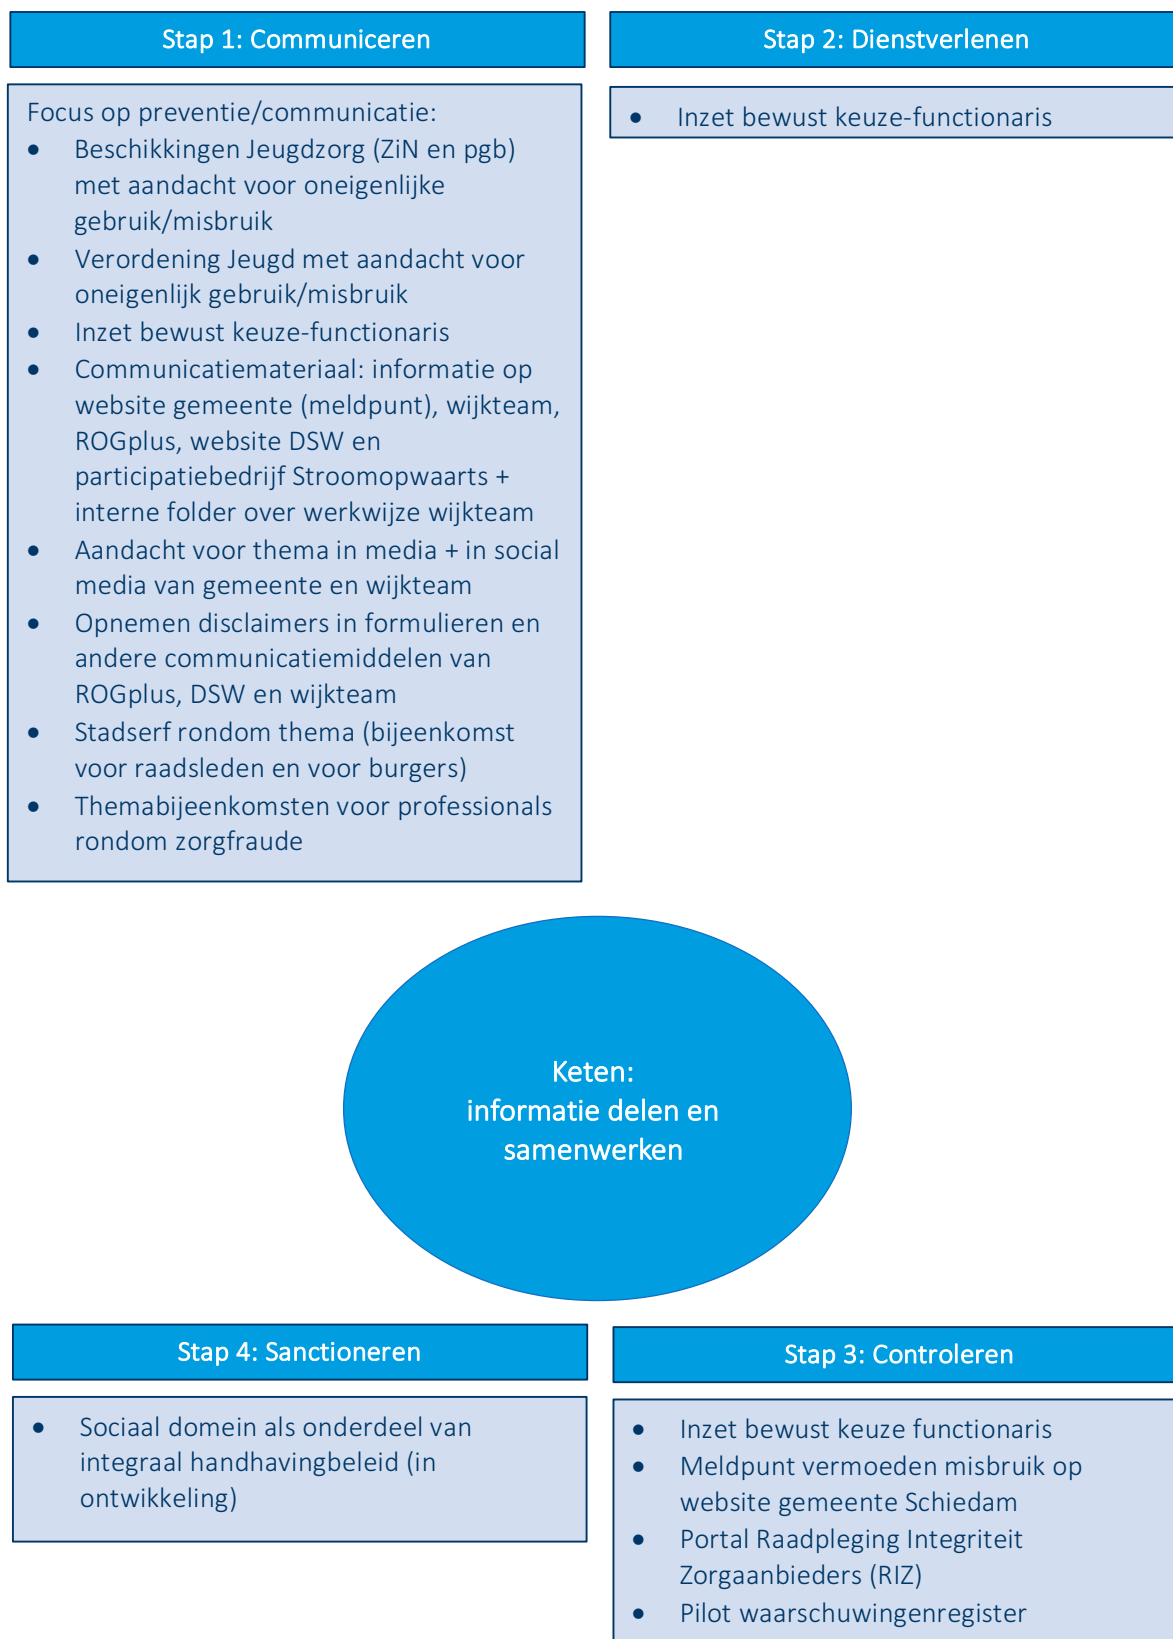 Stap 1: Communiceren
Focus op preventie/communicatie:
• Beschikkingen Jeugdzorg (ZiN en pgb)
met aandacht voor oneigenlijke
gebruik/misbruik
• Verordening Jeugd met aandacht voor
oneigenlijk gebruik/misbruik
• Inzet bewust keuze-functionaris
• Communicatiemateriaal: informatie op
website gemeente (meldpunt), wijkteam,
ROGplus, website DSW en
participatiebedrijf Stroomopwaarts +
interne folder over werkwijze wijkteam
• Aandacht voor thema in media + in social
media van gemeente en wijkteam
• Opnemen disclaimers in formulieren en
andere communicatiemiddelen van
ROGplus, DSW en wijkteam
• Stadserf rondom thema (bijeenkomst
voor raadsleden en voor burgers)
• Themabijeenkomsten voor professionals
rondom zorgfraude
Stap 2: Dienstverlenen
• Inzet bewust keuze-functionaris
Keten:
informatie delen en
samenwerken
Stap 4: Sanctioneren
• Sociaal domein als onderdeel van
integraal handhavingbeleid (in
ontwikkeling)
Stap 3: Controleren
• Inzet bewust keuze functionaris
• Meldpunt vermoeden misbruik op
website gemeente Schiedam
• Portal Raadpleging Integriteit
Zorgaanbieders (RIZ)
• Pilot waarschuwingenregister